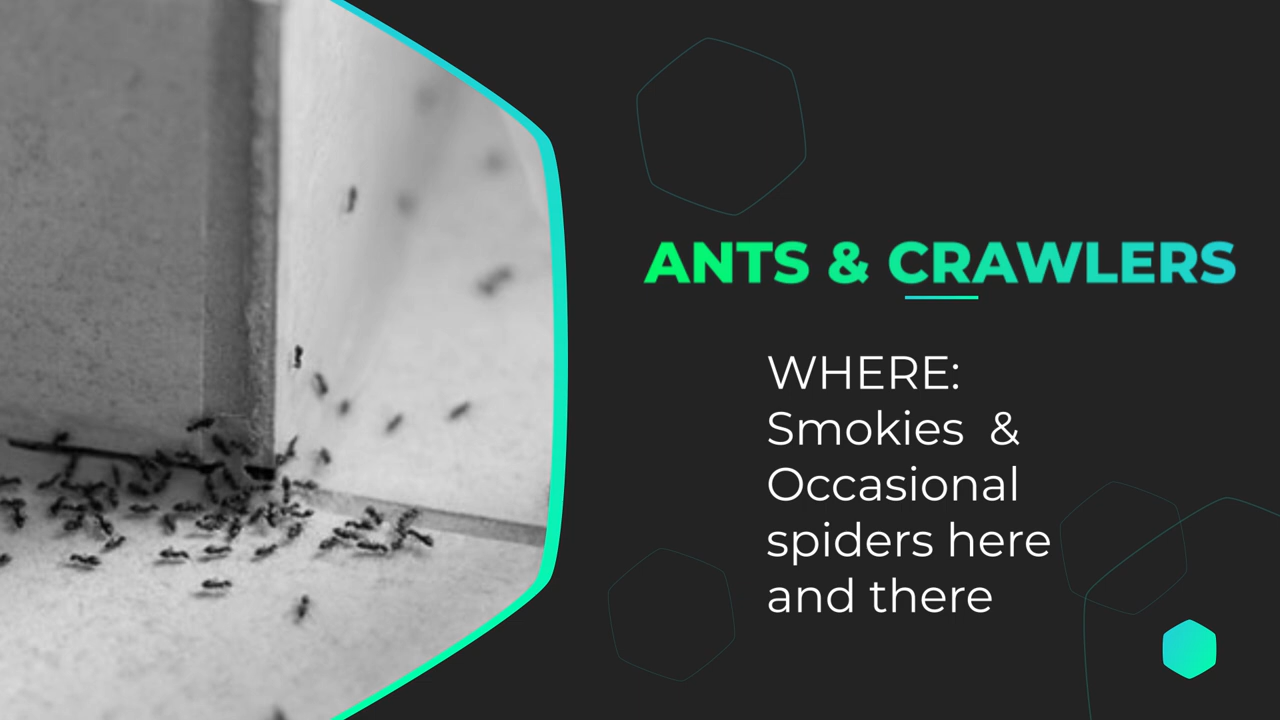 ANTS & CRAWLERS
WHERE:
Smokies & 
Occasional
spiders here
and there